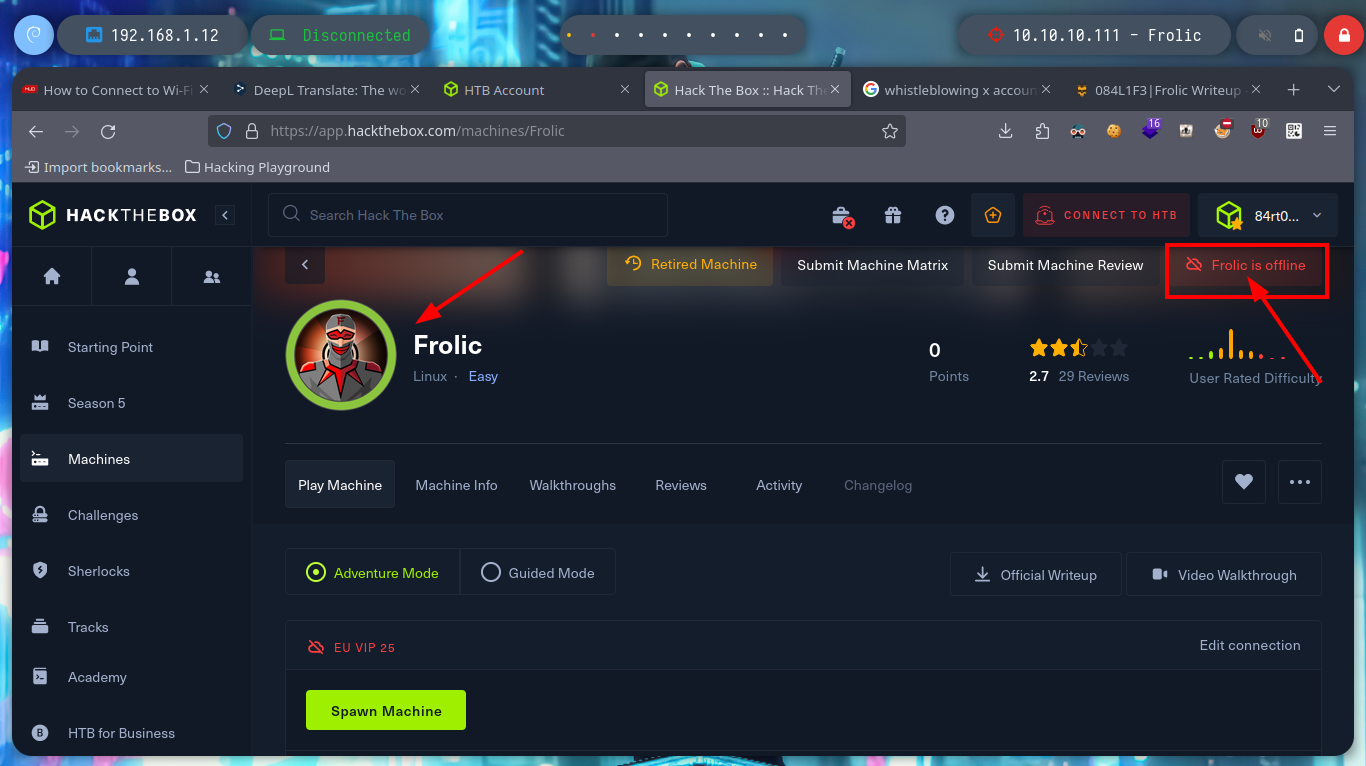 192.168.1.12 Disconnected 10.10.10.111 - Frolic
How to Connect to Wi-Fi DeepL Translate: The wo HTB Account Hack The Box :: Hack The whistleblowing x accoun 084L1F3|Frolic Writeup
https://app.hackthebox.com/machines/Frolic 16 10
Import bookmarks... Hacking Playground
HACKTHEBOX Search Hack The Box CONNECT TO HTB 84rt0...
Retired Machine Submit Machine Matrix Submit Machine Review Frolic is offline
Starting Point
Season 5
Machines
Challenges
Sherlocks
Tracks
Academy
B HTB for Business
F
Frolic
Linux · Easy
0
Points
2.7 29 Reviews
User Rated Difficulty
Play Machine Machine Info Walkthroughs Reviews Activity Changelog
Adventure Mode Guided Mode Official Writeup Video Walkthrough
EU VIP 25 Edit connection
Spawn Machine